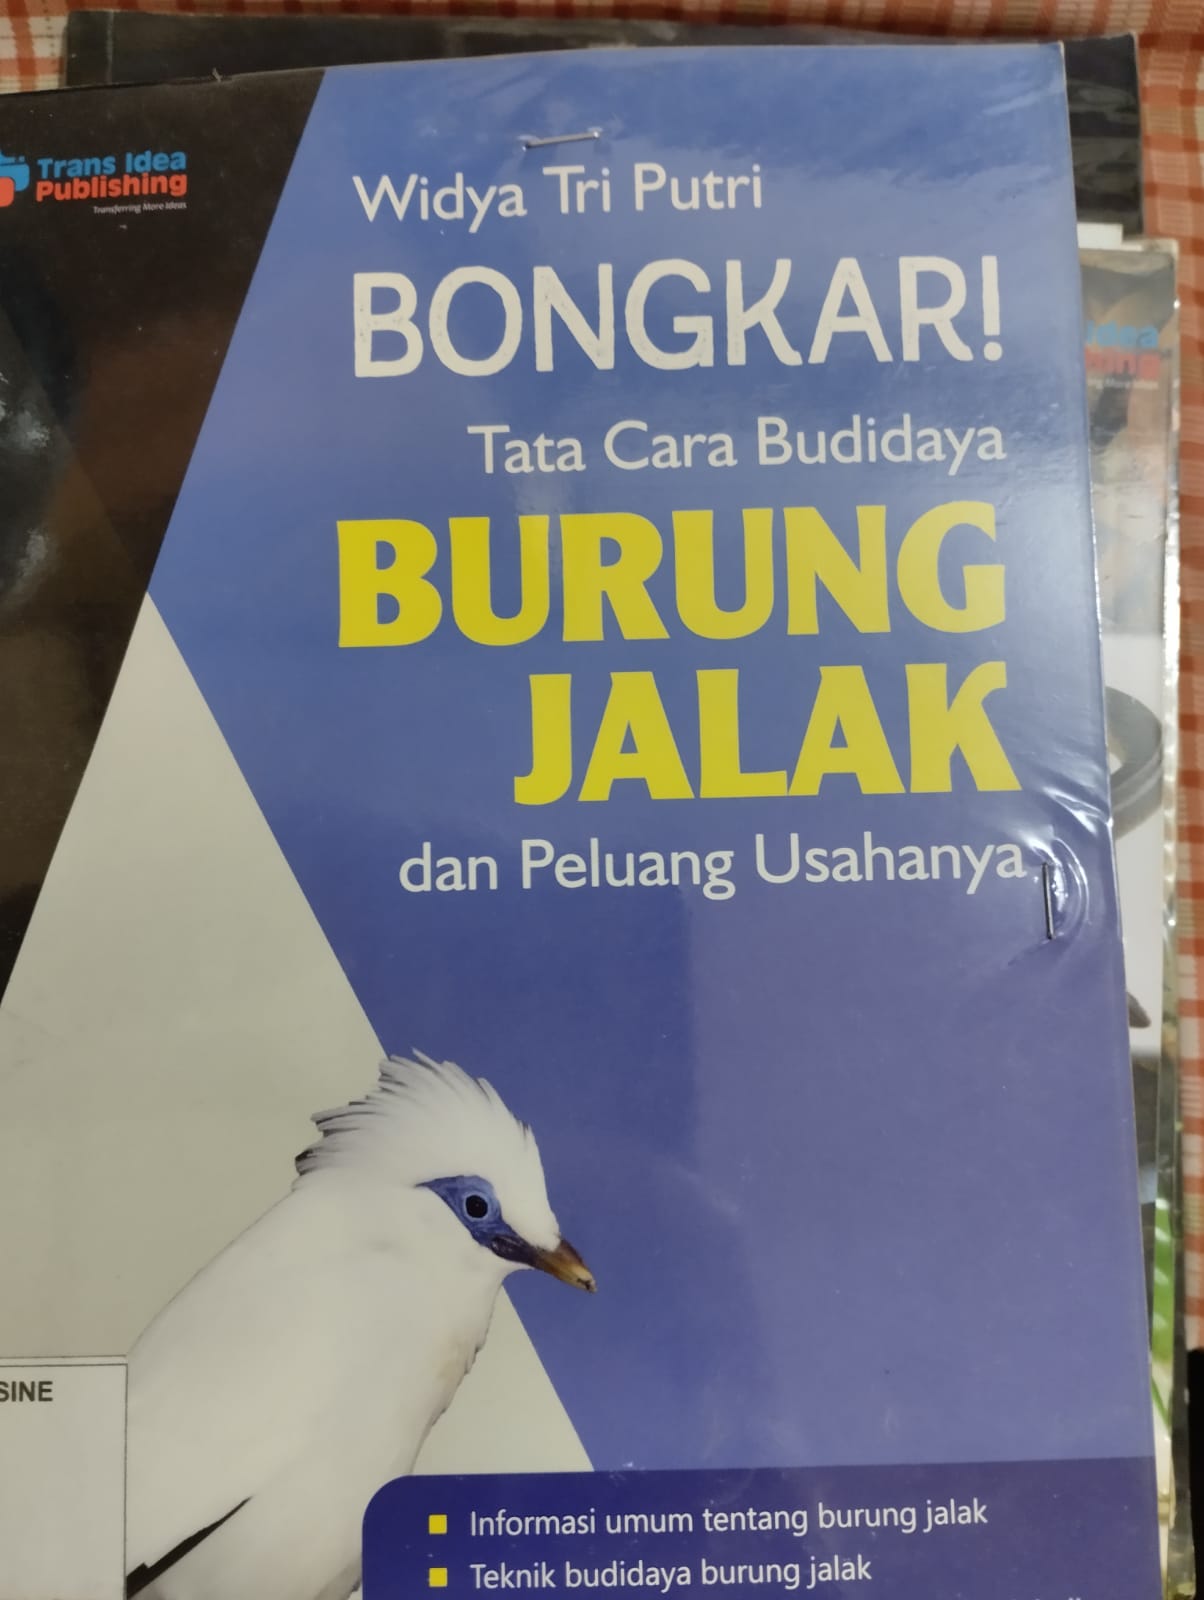 Trans Idea
Publishing
Transferring More Ideas
Widya Tri Putri
BONGKAR!
Tata Cara Budidaya
BURUNG
JALAK
dan Peluang Usahanya
SINE
Informasi umum tentang burung jalak
Teknik budidaya burung jalak